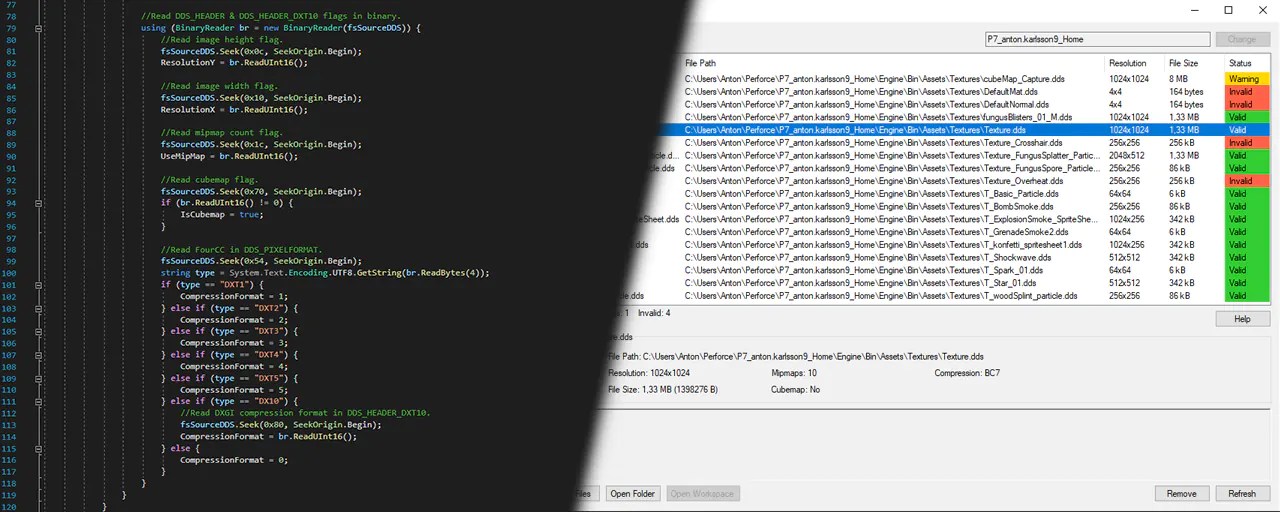 77
78 //Read DDS_HEADER & DDS_HEADER_DXT10 flags in binary.
79 using (BinaryReader br = new BinaryReader(fsSourceDDS)) {
80 //Read image height flag.
81 fsSourceDDS.Seek(0x0c, SeekOrigin.Begin);
82 ResolutionY = br.ReadUInt16();
83
84 //Read image width flag.
85 fsSourceDDS.Seek(0x10, SeekOrigin.Begin);
86 ResolutionX = br.ReadUInt16();
87
88 //Read mipmap count flag.
89 fsSourceDDS.Seek(0x1c, SeekOrigin.Begin);
90 UseMipMap = br.ReadUInt16();
91
92 //Read cubemap flag.
93 fsSourceDDS.Seek(0x70, SeekOrigin.Begin);
94 if (br.ReadUInt16() != 0) {
95 IsCubemap = true;
96 }
97
98 //Read FourCC in DDS_PIXELFORMAT.
99 fsSourceDDS.Seek(0x54, SeekOrigin.Begin);
100 string type = System.Text.Encoding.UTF8.GetString(br.ReadBytes(4));
101 if (type == "DXT1") {
102 CompressionFormat = 1;
103 } else if (type == "DXT2") {
104 CompressionFormat = 2;
105 } else if (type == "DXT3") {
106 CompressionFormat = 3;
107 } else if (type == "DXT4") {
108 CompressionFormat = 4;
109 } else if (type == "DXT5") {
110 CompressionFormat = 5;
111 } else if (type == "DX10") {
112 //Read DXGI compression format in DDS_HEADER_DXT10.
113 fsSourceDDS.Seek(0x80, SeekOrigin.Begin);
114 CompressionFormat = br.ReadUInt16();
115 } else {
116 CompressionFormat = 0;
117 }
118 }
119 }
120 }
P7_anton.karlsson9_Home Change
File Path Resolution File Size Status
C:\Users\Anton\Perforce\P7_anton.karlsson9_Home\Engine\Bin\Assets\Textures\cubeMap_Capture.dds 1024x1024 8 MB Warning
C:\Users\Anton\Perforce\P7_anton.karlsson9_Home\Engine\Bin\Assets\Textures\DefaultMat.dds 4x4 164 bytes Invalid
C:\Users\Anton\Perforce\P7_anton.karlsson9_Home\Engine\Bin\Assets\Textures\DefaultNormal.dds 4x4 164 bytes Invalid
C:\Users\Anton\Perforce\P7_anton.karlsson9_Home\Engine\Bin\Assets\Textures\fungusBlisters_01_M.dds 1024x1024 1,33 MB Valid
C:\Users\Anton\Perforce\P7_anton.karlsson9_Home\Engine\Bin\Assets\Textures\Texture.dds 1024x1024 1,33 MB Valid
C:\Users\Anton\Perforce\P7_anton.karlsson9_Home\Engine\Bin\Assets\Textures\Texture_Crosshair.dds 256x256 256 kB Invalid
icle.d... C:\Users\Anton\Perforce\P7_anton.karlsson9_Home\Engine\Bin\Assets\Textures\Texture_FungusSplatter_Partic... 2048x512 1,33 MB Valid
le.dds C:\Users\Anton\Perforce\P7_anton.karlsson9_Home\Engine\Bin\Assets\Textures\Texture_FungusSpore_Particle... 256x256 86 kB Valid
C:\Users\Anton\Perforce\P7_anton.karlsson9_Home\Engine\Bin\Assets\Textures\Texture_Overheat.dds 256x256 256 kB Invalid
C:\Users\Anton\Perforce\P7_anton.karlsson9_Home\Engine\Bin\Assets\Textures\T_Basic_Particle.dds 64x64 6 kB Valid
C:\Users\Anton\Perforce\P7_anton.karlsson9_Home\Engine\Bin\Assets\Textures\T_BombSmoke.dds 256x256 86 kB Valid
eSheet.dds C:\Users\Anton\Perforce\P7_anton.karlsson9_Home\Engine\Bin\Assets\Textures\T_ExplosionSmoke_SpriteShe... 1024x256 342 kB Valid
C:\Users\Anton\Perforce\P7_anton.karlsson9_Home\Engine\Bin\Assets\Textures\T_GrenadeSmoke2.dds 64x64 6 kB Valid
.dds C:\Users\Anton\Perforce\P7_anton.karlsson9_Home\Engine\Bin\Assets\Textures\T_konfetti_spritesheet1.dds 1024x256 342 kB Valid
C:\Users\Anton\Perforce\P7_anton.karlsson9_Home\Engine\Bin\Assets\Textures\T_Shockwave.dds 512x512 342 kB Valid
C:\Users\Anton\Perforce\P7_anton.karlsson9_Home\Engine\Bin\Assets\Textures\T_Spark_01.dds 64x64 6 kB Valid
C:\Users\Anton\Perforce\P7_anton.karlsson9_Home\Engine\Bin\Assets\Textures\T_Star_01.dds 512x512 342 kB Valid
le.dds C:\Users\Anton\Perforce\P7_anton.karlsson9_Home\Engine\Bin\Assets\Textures\T_woodSplint_particle.dds 256x256 86 kB Valid
: 1 Invalid: 4
Help
re.dds
File Path: C:\Users\Anton\Perforce\P7_anton.karlsson9_Home\Engine\Bin\Assets\Textures\Texture.dds
Resolution: 1024x1024 Mipmaps: 10 Compression: BC7
File Size: 1,33 MB (1398276 B) Cubemap: No
Files Open Folder Open Workspace Remove Refresh